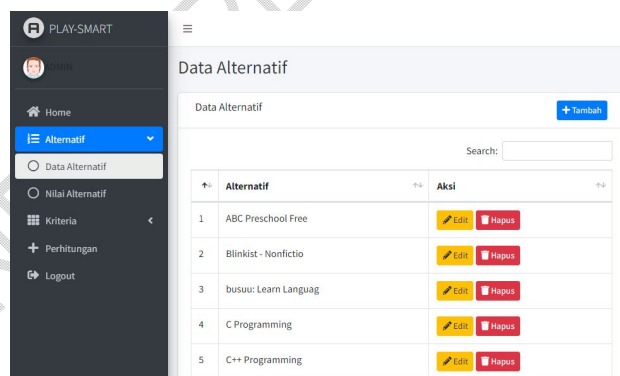 PLAY-SMART
ADMIN
Home
Alternatif
Data Alternatif
Nilai Alternatif
Kriteria
Perhitungan
Logout
Data Alternatif
Data Alternatif
+ Tambah
Search:
Alternatif Aksi
1 ABC Preschool Free Edit Hapus
2 Blinkist - Nonfictio Edit Hapus
3 busuu: Learn Languag Edit Hapus
4 C Programming Edit Hapus
5 C++ Programming Edit Hapus